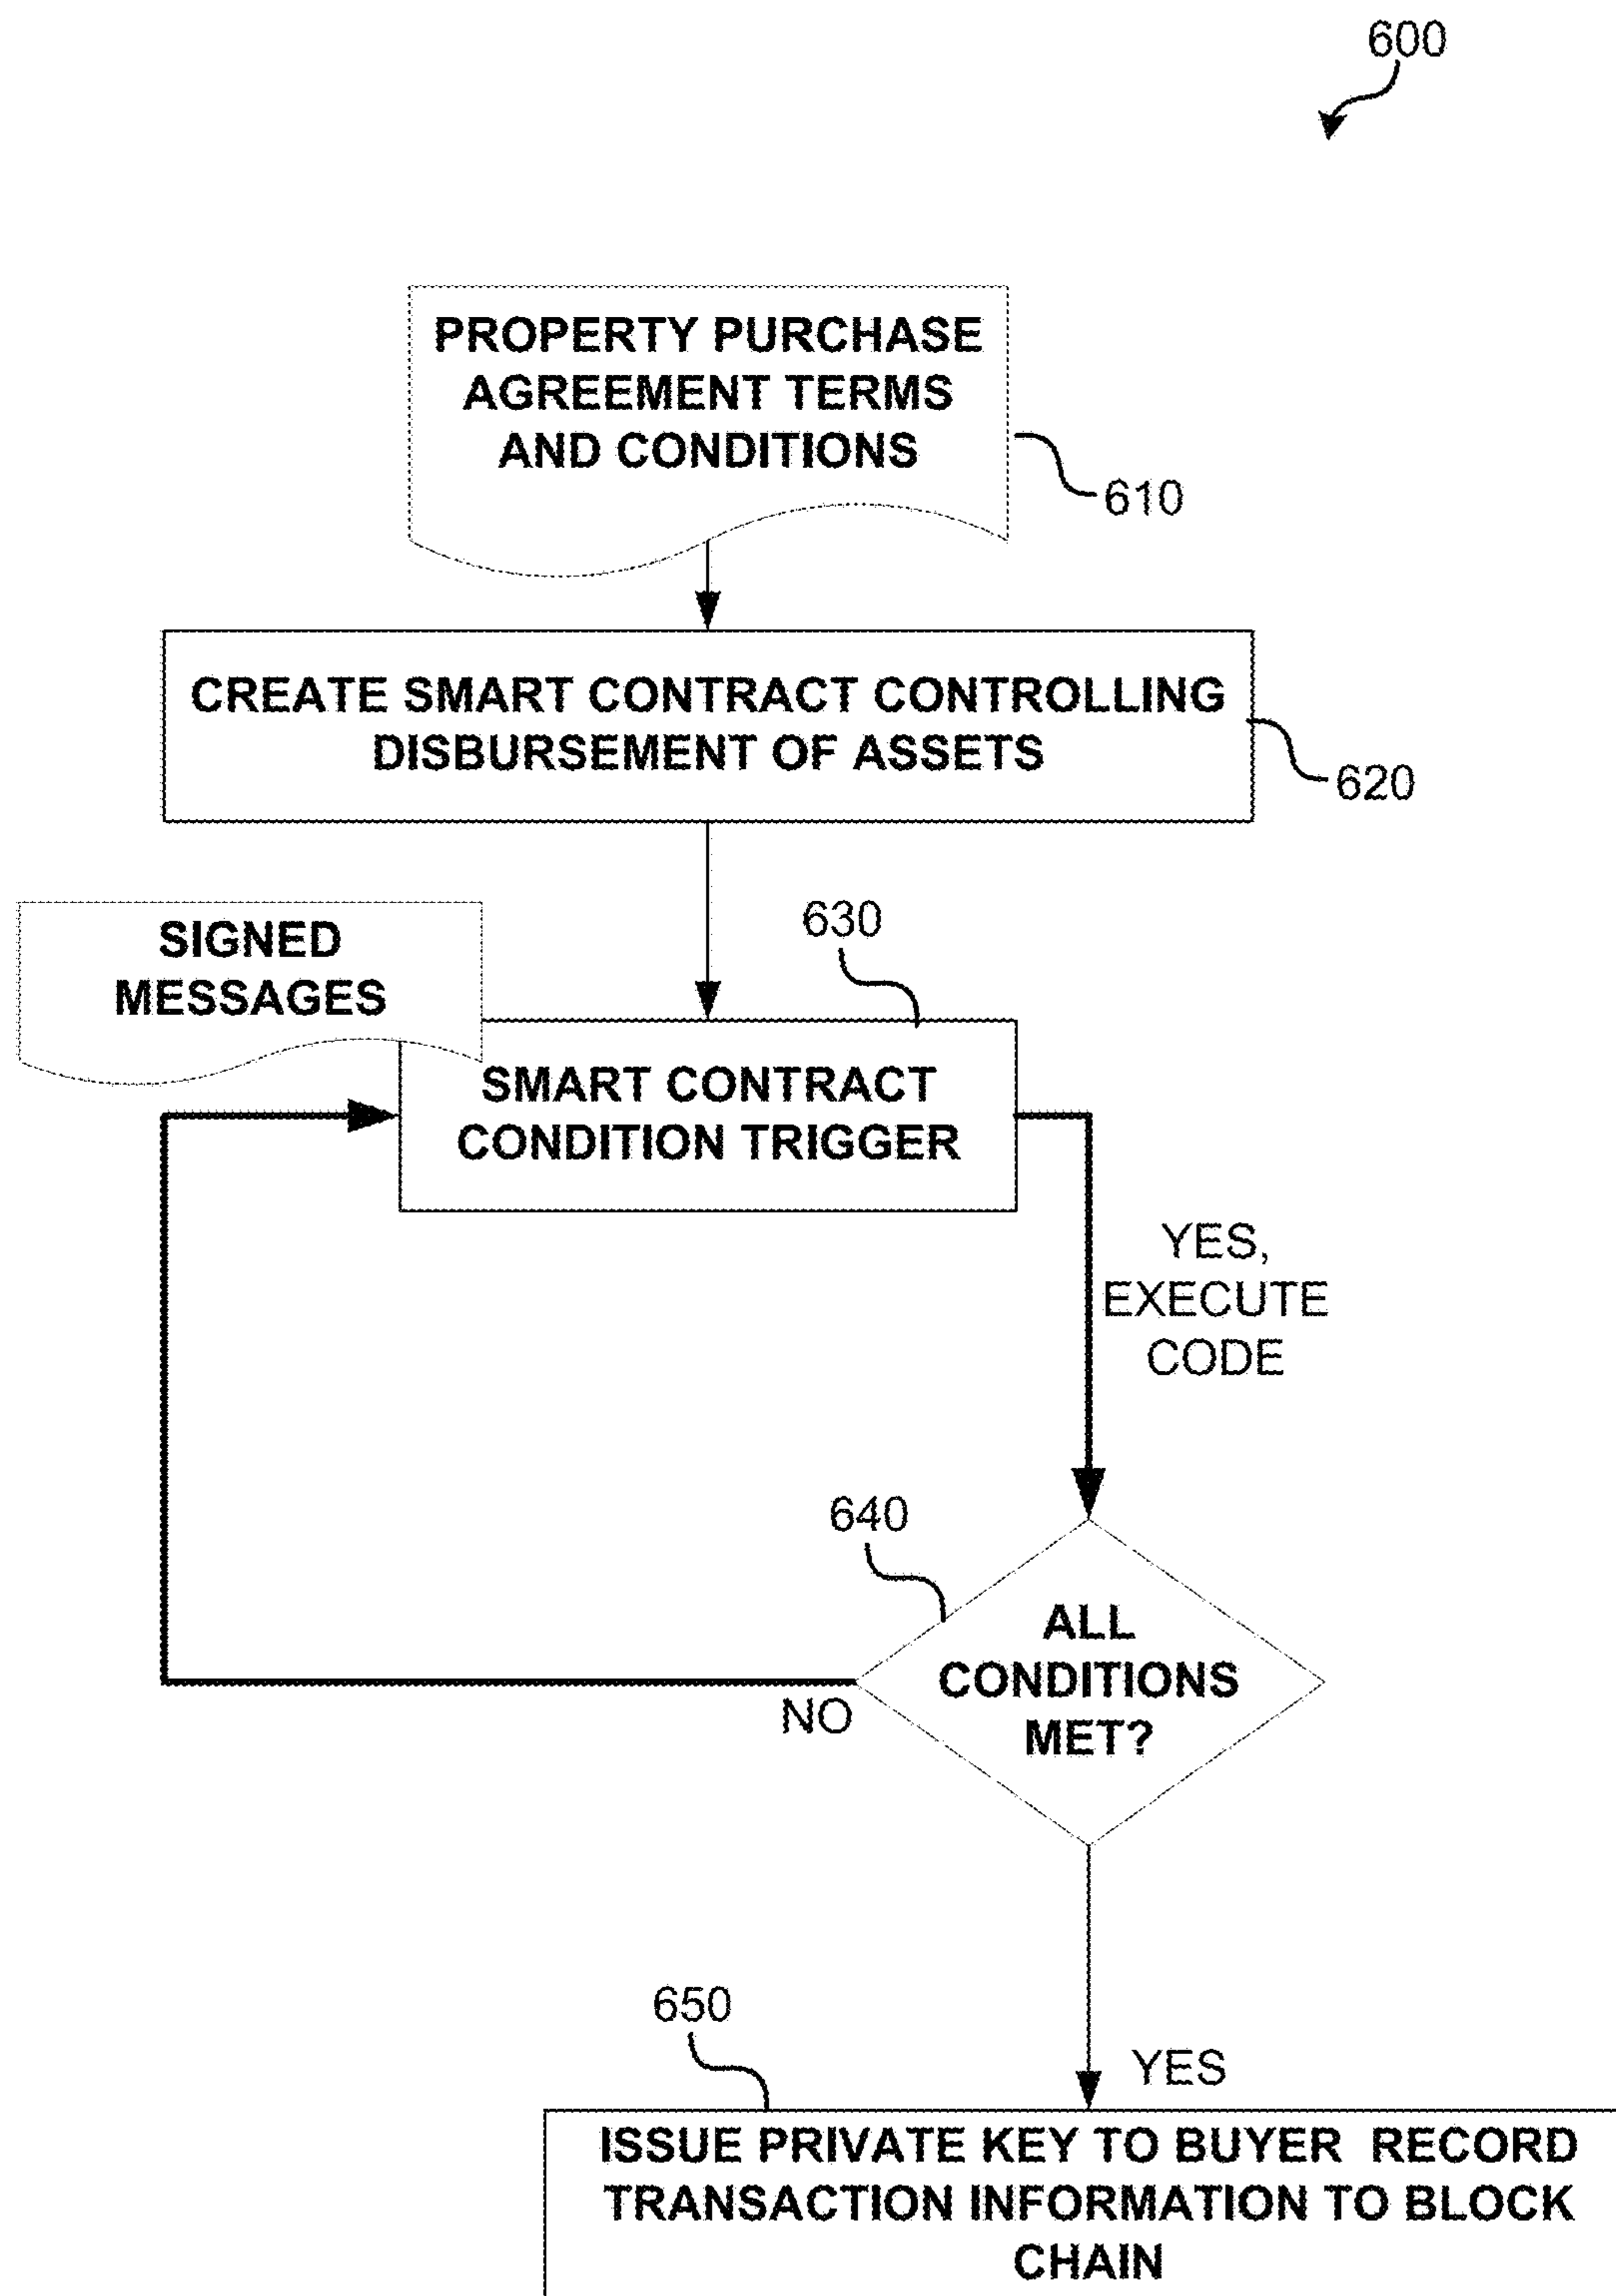 600
PROPERTY PURCHASE
AGREEMENT TERMS
AND CONDITIONS
610
CREATE SMART CONTRACT CONTROLLING
DISBURSEMENT OF ASSETS
620
SIGNED
MESSAGES
630
SMART CONTRACT
CONDITION TRIGGER
YES,
EXECUTE
CODE
640
ALL
CONDITIONS
MET?
NO
650
YES
ISSUE PRIVATE KEY TO BUYER RECORD
TRANSACTION INFORMATION TO BLOCK
CHAIN